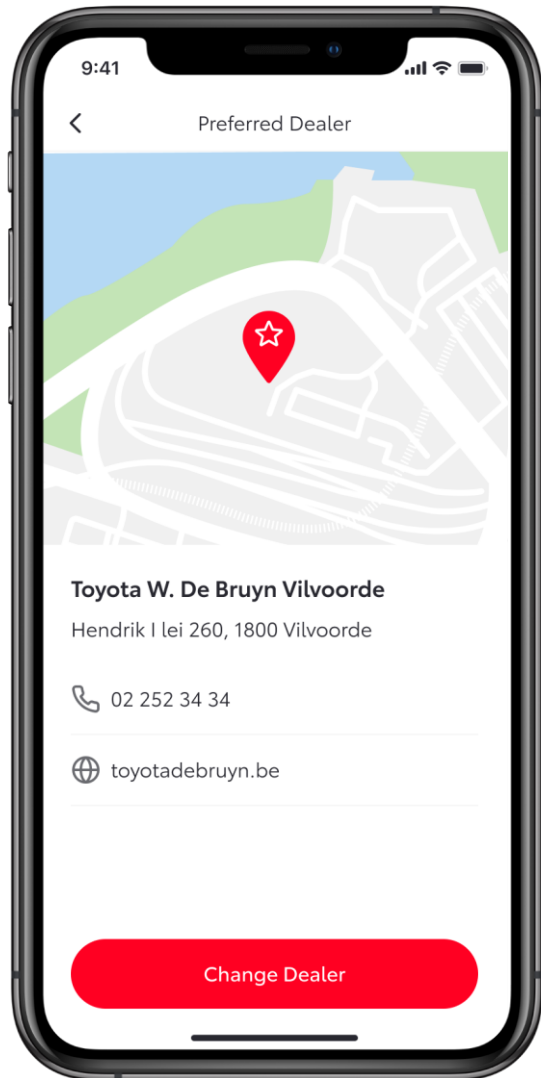 9:41
Preferred Dealer
Toyota W. De Bruyn Vilvoorde
Hendrik I lei 260, 1800 Vilvoorde
02 252 34 34
toyotadebruyn.be
Change Dealer